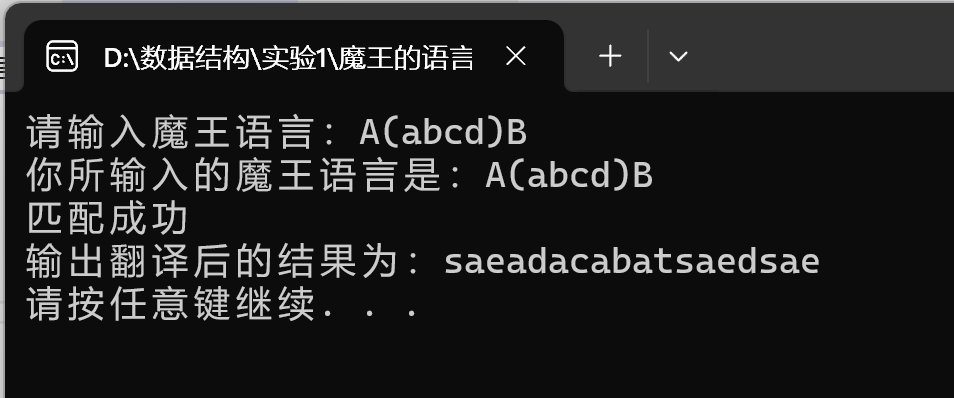 D:\数据结构\实验1\魔王的语言
请输入魔王语言：A(abcd)B
你所输入的魔王语言是：A(abcd)B
匹配成功
输出翻译后的结果为：saeadacabatsaedsae
请按任意键继续. . .